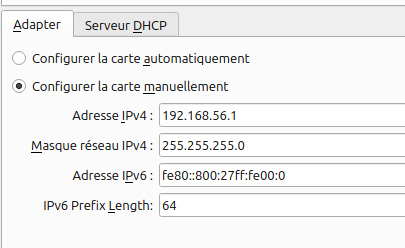 Adapter
Serveur DHCP
Configurer la carte automatiquement
Configurer la carte manuellement
Adresse IPv4 : 192.168.56.1
Masque réseau IPv4 : 255.255.255.0
Adresse IPv6 : fe80::800:27ff:fe00:0
IPv6 Prefix Length: 64